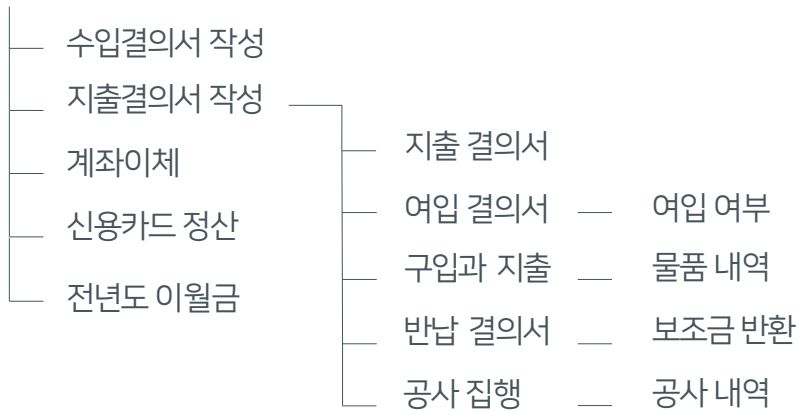 수입결의서 작성
지출결의서 작성
계좌이체
신용카드 정산
전년도 이월금
지출 결의서
여입 결의서
여입 여부
구입과 지출
물품 내역
반납 결의서
보조금 반환
공사 집행
공사 내역